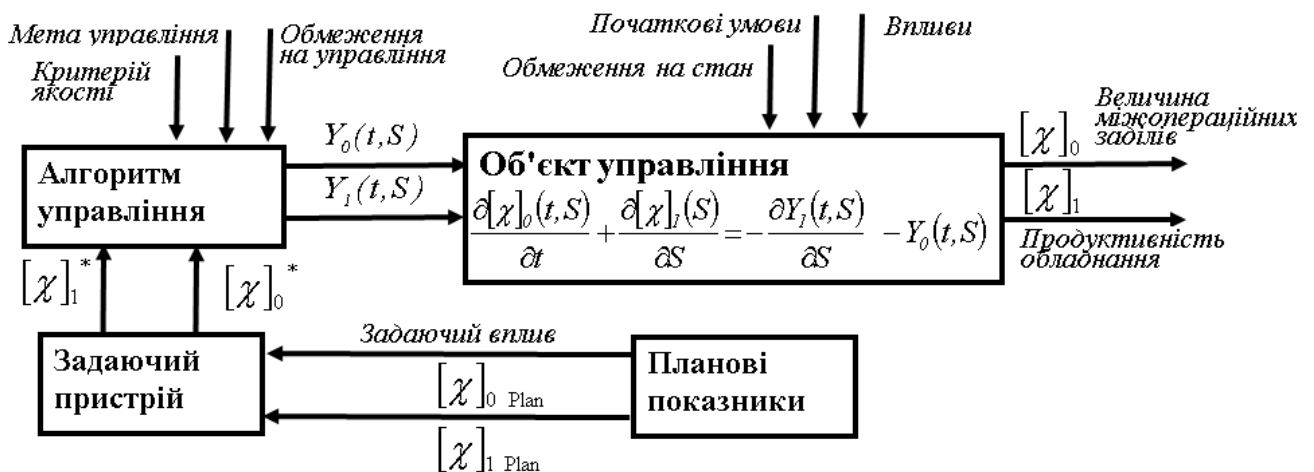 Мета управління
Критерій
якості
Обмеження
на управління
Початкові умови
Обмеження на стан
Впливи
Алгоритм
управління
Y₀(t,S)
Y₁(t,S)
Об'єкт управління
∂[χ]₀(t,S)/∂t + ∂[χ]₁(S)/∂S = −∂Y₁(t,S)/∂S − Y₀(t,S)
Величина
міжопераційних
заділів
[χ]₀
[χ]₁
Продуктивність
обладнання
[χ]₁*
[χ]₀*
Задаючий
пристрій
Задаючий вплив
[χ]₀ Plan
[χ]₁ Plan
Планові
показники